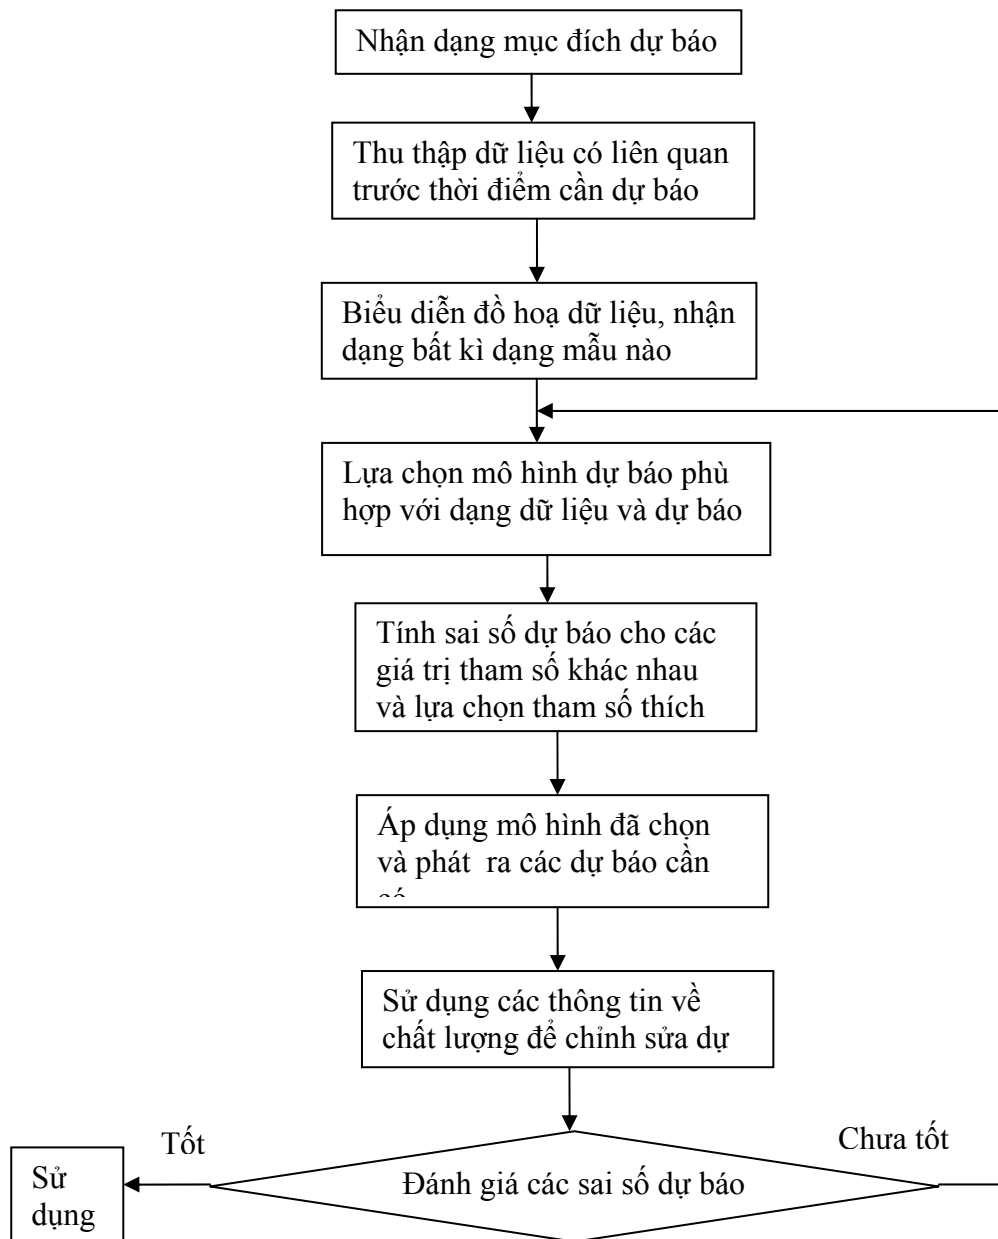 Nhận dạng mục đích dự báo
Thu thập dữ liệu có liên quan
trước thời điểm cần dự báo
Biểu diễn đồ hoạ dữ liệu, nhận
dạng bất kì dạng mẫu nào
Lựa chọn mô hình dự báo phù
hợp với dạng dữ liệu và dự báo
Tính sai số dự báo cho các
giá trị tham số khác nhau
và lựa chọn tham số thích
Áp dụng mô hình đã chọn
và phát ra các dự báo cần
Sử dụng các thông tin về
chất lượng để chỉnh sửa dự
Tốt
Chưa tốt
Đánh giá các sai số dự báo
Sử
dụng